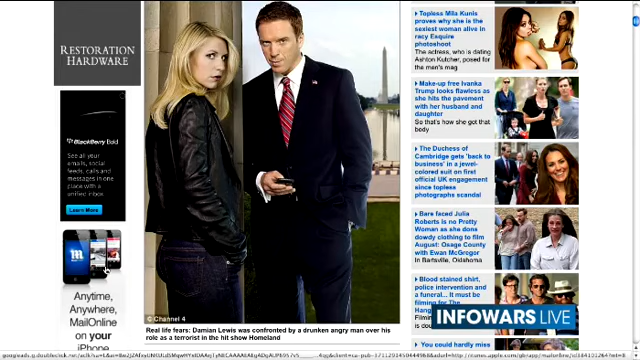 RESTORATION
HARDWARE
BlackBerry Bold
See all your
emails, social
feeds, calls and
messages in one
place with a
unified inbox
Learn More
Anytime,
Anywhere,
MailOnline
on your
iPhone
© Channel 4
Real life fears: Damian Lewis was confronted by a drunken angry man over his
role as a terrorist in the hit show Homeland
Topless Mila Kunis
proves why she is the
sexiest woman alive in
racy Esquire
photoshoot
The actress, who is dating
Ashton Kutcher, posed for
the men's mag
Make-up free Ivanka
Trump looks flawless as
she hits the pavement
with her husband and
daughter
So that's how she got that
body
The Duchess of
Cambridge gets 'back to
business' in a jewel-
colored suit on first
official UK engagement
since topless
photographs scandal
Bare faced Julia
Roberts is no Pretty
Woman as she dons
dowdy clothing to film
August: Osage County
with Ewan McGregor
In Bartsville, Oklahoma
Blood stained shirt,
police intervention and
a funeral... It must be
filming for The
You could hardly miss
INFOWARS LIVE